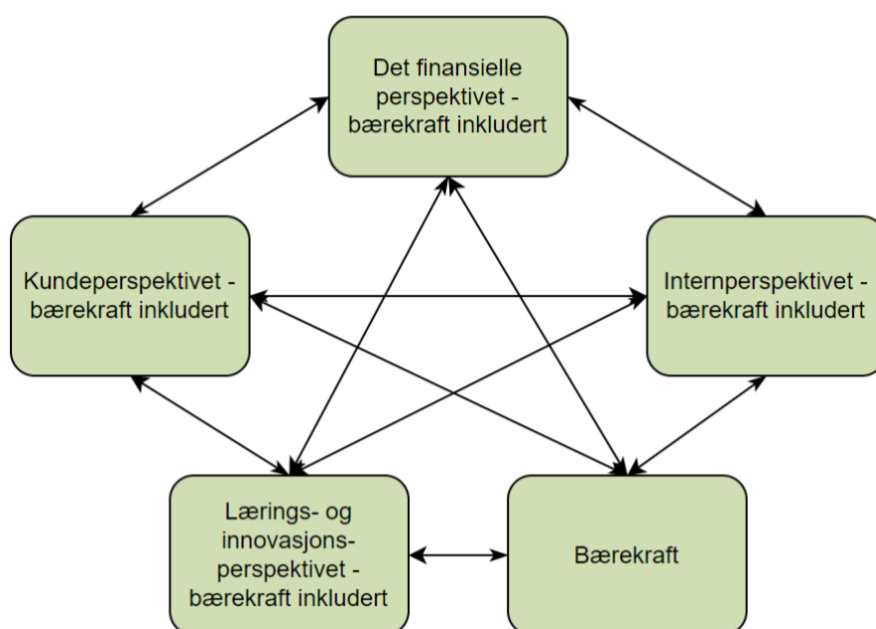 Det finansielle
perspektivet -
bærekraft inkludert
Kundeperspektivet -
bærekraft inkludert
Internperspektivet -
bærekraft inkludert
Lærings- og
innovasjons-
perspektivet -
bærekraft inkludert
Bærekraft